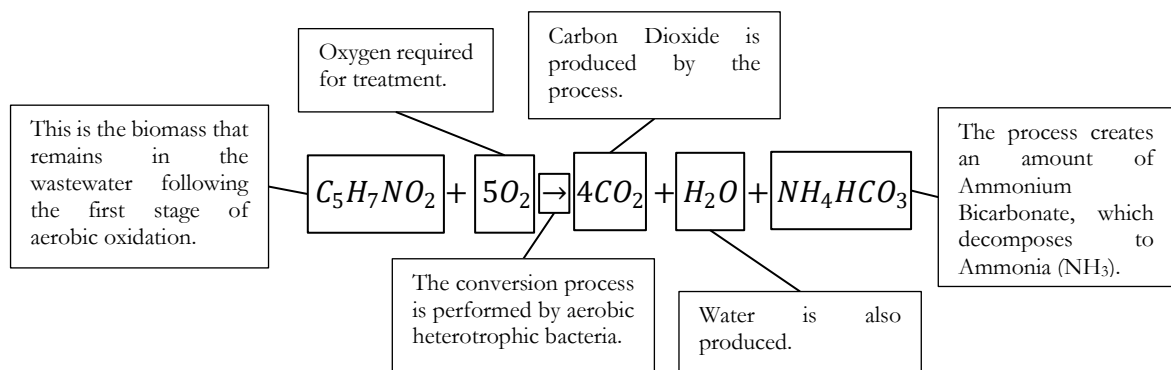 Oxygen required
for treatment.
Carbon Dioxide is
produced by the
process.
This is the biomass that
remains in the
wastewater following
the first stage of
aerobic oxidation.
C₅H₇NO₂ + 5O₂ → 4CO₂ + H₂O + NH₄HCO₃
The process creates
an amount of
Ammonium
Bicarbonate, which
decomposes to
Ammonia (NH₃).
The conversion process
is performed by aerobic
heterotrophic bacteria.
Water is also
produced.